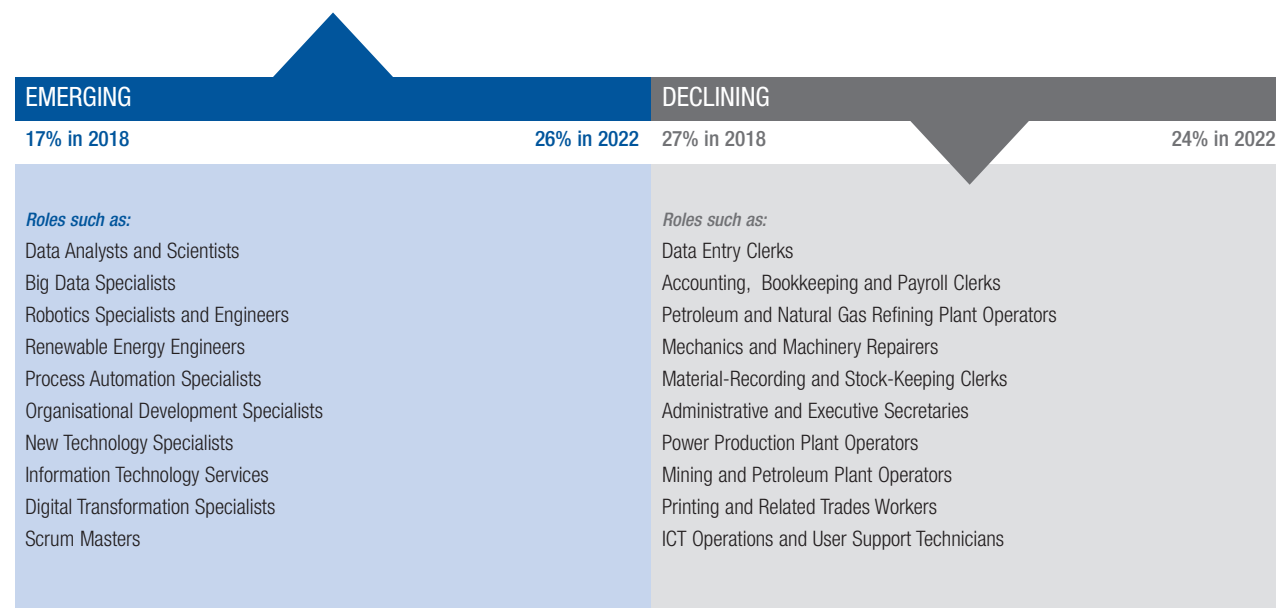 EMERGING
17% in 2018
26% in 2022
Roles such as:
Data Analysts and Scientists
Big Data Specialists
Robotics Specialists and Engineers
Renewable Energy Engineers
Process Automation Specialists
Organisational Development Specialists
New Technology Specialists
Information Technology Services
Digital Transformation Specialists
Scrum Masters
DECLINING
27% in 2018
24% in 2022
Roles such as:
Data Entry Clerks
Accounting, Bookkeeping and Payroll Clerks
Petroleum and Natural Gas Refining Plant Operators
Mechanics and Machinery Repairers
Material-Recording and Stock-Keeping Clerks
Administrative and Executive Secretaries
Power Production Plant Operators
Mining and Petroleum Plant Operators
Printing and Related Trades Workers
ICT Operations and User Support Technicians